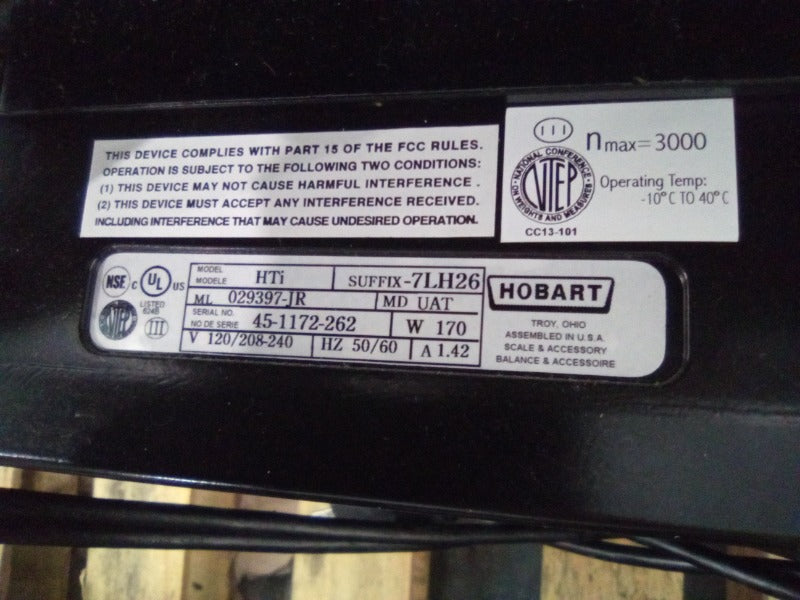 THIS DEVICE COMPLIES WITH PART 15 OF THE FCC RULES.
OPERATION IS SUBJECT TO THE FOLLOWING TWO CONDITIONS:
(1) THIS DEVICE MAY NOT CAUSE HARMFUL INTERFERENCE .
(2) THIS DEVICE MUST ACCEPT ANY INTERFERENCE RECEIVED.
INCLUDING INTERFERENCE THAT MAY CAUSE UNDESIRED OPERATION.
III nmax=3000
NATIONAL CONFERENCE
NTEP
ON WEIGHTS AND MEASURES
CC13-101
Operating Temp:
-10°C TO 40°C
NSF
C UL US
LISTED
624B
NTEP III
MODEL
MODELE HTi SUFFIX-7LH26
ML 029397-JR MD UAT
SERIAL NO.
NO DE SERIE 45-1172-262 W 170
V 120/208-240 HZ 50/60 A 1.42
HOBART
TROY, OHIO
ASSEMBLED IN U.S.A.
SCALE & ACCESSORY
BALANCE & ACCESSOIRE